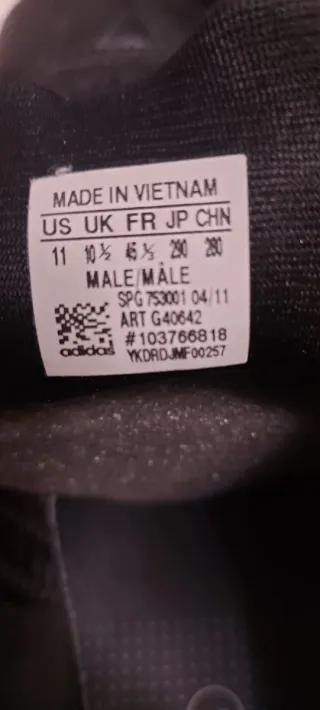 MADE IN VIETNAM
US UK FR JP CHN
11 10½ 45⅓ 290 280
MALE/MÂLE
SPG 753001 04/11
ART G40642
#103766818
adidas YKDRDJMF00257